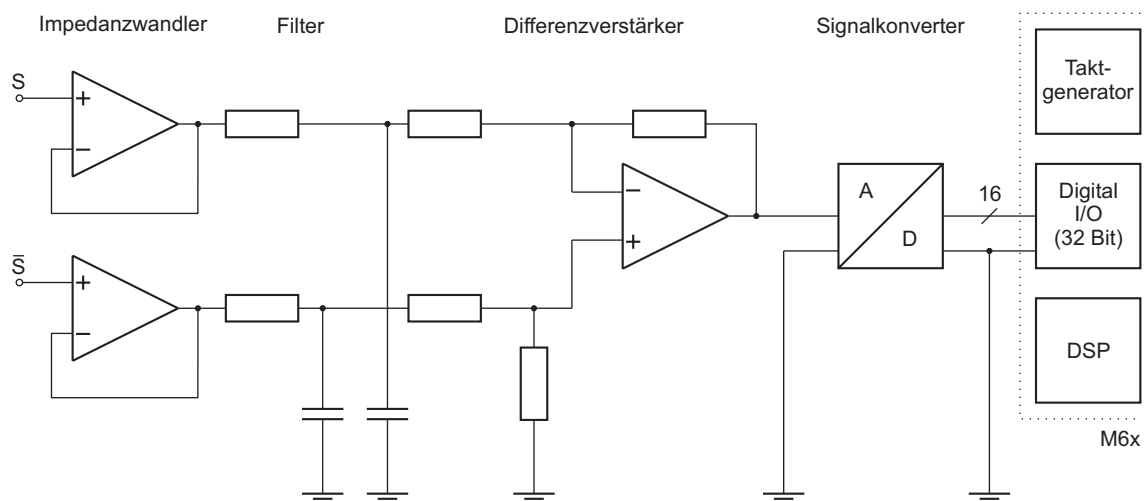 Impedanzwandler
Filter
Differenzverstärker
Signalkonverter
S
+
−
S̅
+
−
−
+
A
D
16
Takt-
generator
Digital
I/O
(32 Bit)
DSP
M6x